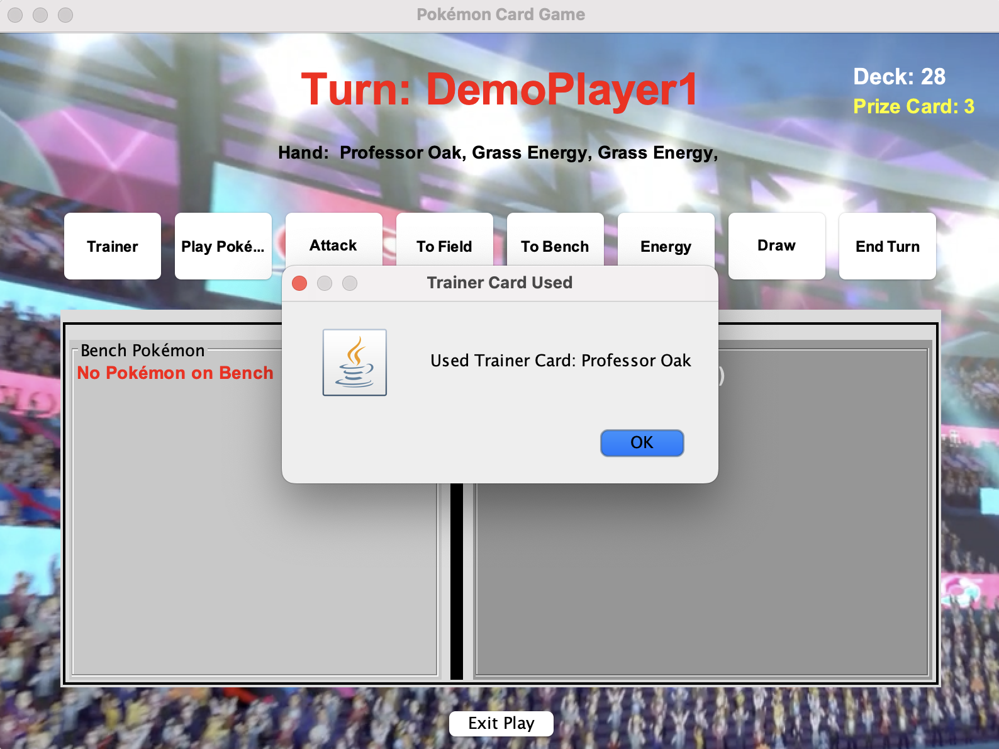 Pokémon Card Game
Turn: DemoPlayer1
Deck: 28
Prize Card: 3
Hand:  Professor Oak, Grass Energy, Grass Energy,
Trainer
Play Poké...
Attack
To Field
To Bench
Energy
Draw
End Turn
Trainer Card Used
Used Trainer Card: Professor Oak
OK
Bench Pokémon
No Pokémon on Bench
)
Exit Play